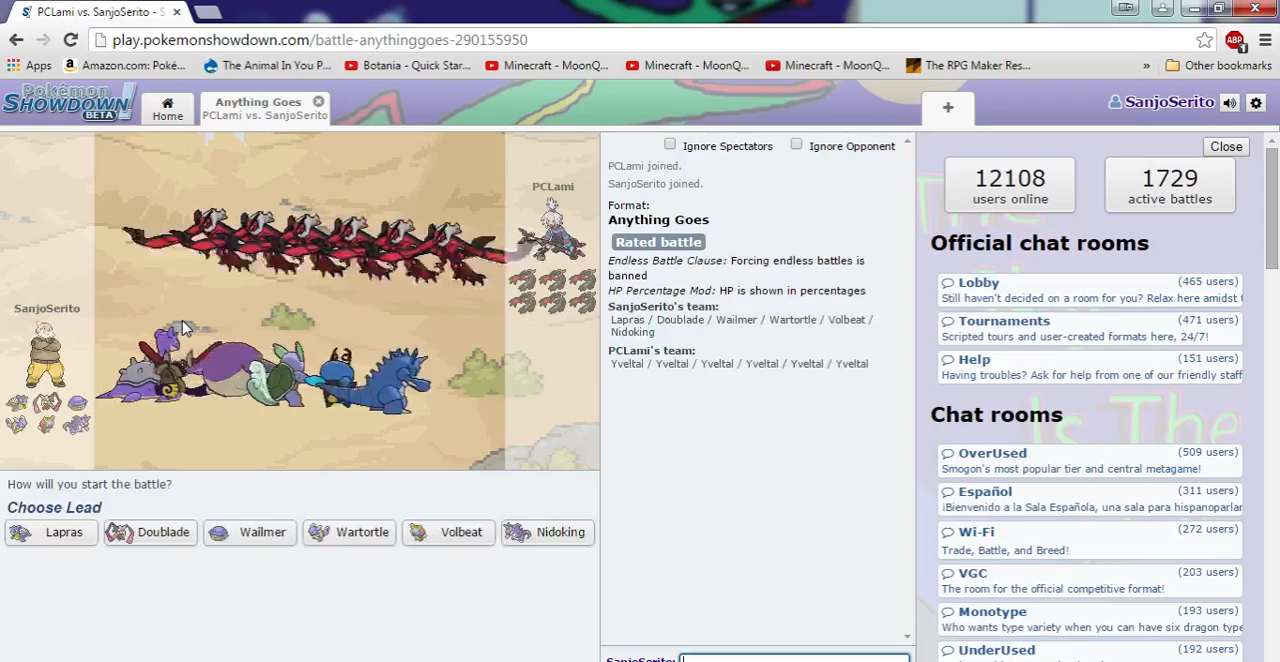 PCLami vs. SanjoSerito - S
play.pokemonshowdown.com/battle-anythinggoes-290155950
ABP
1
Apps
Amazon.com: Poké...
The Animal In You P...
Botania - Quick Star...
Minecraft - MoonQ...
Minecraft - MoonQ...
Minecraft - MoonQ...
The RPG Maker Res...
»
Other bookmarks
Pokémon
SHOWDOWN!
BETA
Home
Anything Goes
PCLami vs. SanjoSerito
+
SanjoSerito
PCLami
SanjoSerito
How will you start the battle?
Choose Lead
Lapras
Doublade
Wailmer
Wartortle
Volbeat
Nidoking
Ignore Spectators
Ignore Opponent
PCLami joined.
SanjoSerito joined.
Format:
Anything Goes
Rated battle
Endless Battle Clause: Forcing endless battles is
banned
HP Percentage Mod: HP is shown in percentages
SanjoSerito's team:
Lapras / Doublade / Wailmer / Wartortle / Volbeat /
Nidoking
PCLami's team:
Yveltal / Yveltal / Yveltal / Yveltal / Yveltal / Yveltal
SanjoSerito:
Close
12108
users online
1729
active battles
Official chat rooms
Lobby
(465 users)
Still haven't decided on a room for you? Relax here amidst t
Tournaments
(471 users)
Scripted tours and user-created formats here, 24/7!
Help
(151 users)
Having troubles? Ask for help from one of our friendly staff
Chat rooms
OverUsed
(509 users)
Smogon's most popular tier and central metagame!
Español
(311 users)
¡Bienvenido a la Sala Española, una sala para hispanoparlar
Wi-Fi
(272 users)
Trade, Battle, and Breed!
VGC
(203 users)
The room for the official competitive format!
Monotype
(193 users)
Who wants type variety when you can have six dragon type
UnderUsed
(192 users)